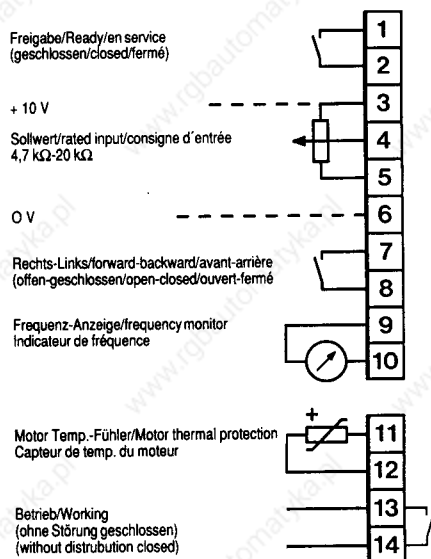 Freigabe/Ready/en service
(geschlossen/closed/fermé)
1
2
+ 10 V
3
Sollwert/rated input/consigne d´entrée
4,7 kΩ-20 kΩ
4
5
O V
6
Rechts-Links/forward-backward/avant-arrière
(offen-geschlossen/open-closed/ouvert-fermé
7
8
Frequenz-Anzeige/frequency monitor
Indicateur de fréquence
9
10
Motor Temp.-Fühler/Motor thermal protection
Capteur de temp. du moteur
+
11
12
Betrieb/Working
(ohne Störung geschlossen)
(without distrubution closed)
13
14
www.rgbautomatyka.pl